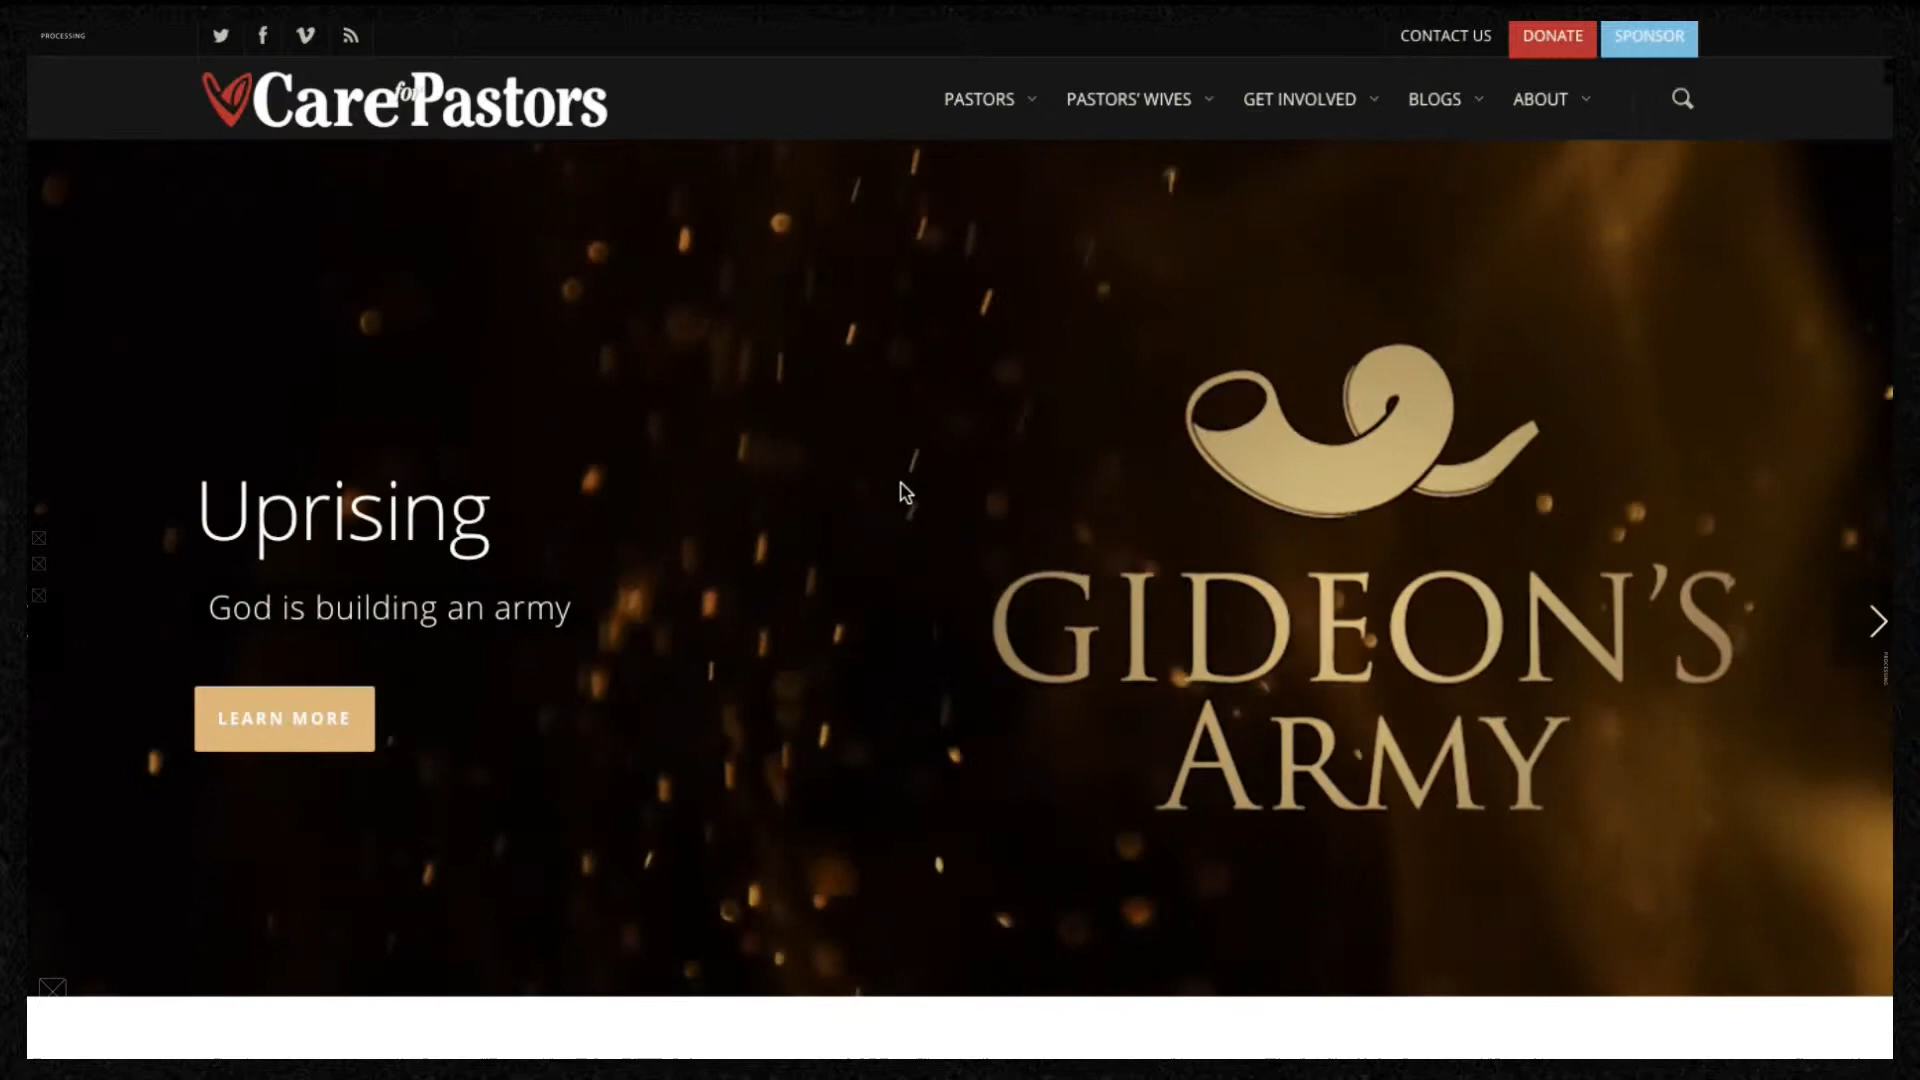 PROCESSING
CONTACT US
DONATE
SPONSOR
Care for Pastors
PASTORS
PASTORS' WIVES
GET INVOLVED
BLOGS
ABOUT
Uprising
God is building an army
LEARN MORE
GIDEON'S
ARMY
PROCESSING